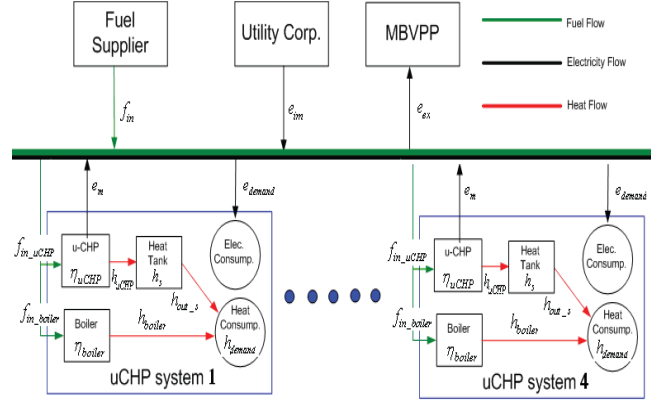 Fuel
Supplier
Utility Corp.
MBVPP
Fuel Flow
Electricity Flow
Heat Flow
f_in
e_im
e_ex
e_m
e_demand
e_m
e_demand
f_in_uCHP
u-CHP
η_uCHP
h_uCHP
Heat
Tank
h_s
Elec.
Consump.
h_out_s
f_in_boiler
Boiler
η_boiler
h_boiler
Heat
Consump.
h_demand
uCHP system 1
f_in_uCHP
u-CHP
η_uCHP
h_uCHP
Heat
Tank
h_s
Elec.
Consump.
h_out_s
f_in_boiler
Boiler
η_boiler
h_boiler
Heat
Consump.
h_demand
uCHP system 4